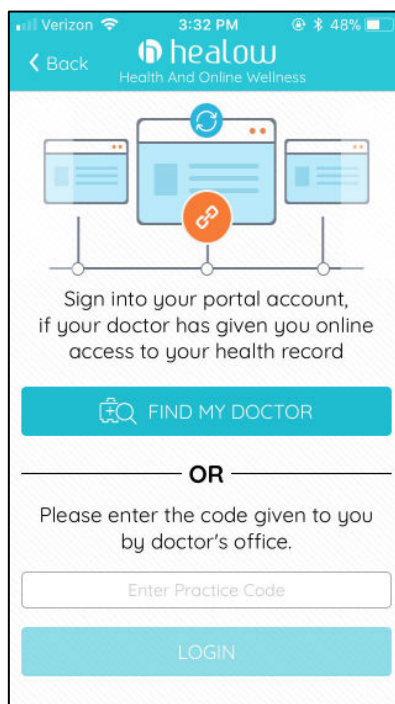 Verizon 3:32 PM 48%
Back healow
Health And Online Wellness
Sign into your portal account,
if your doctor has given you online
access to your health record
FIND MY DOCTOR
OR
Please enter the code given to you
by doctor's office.
Enter Practice Code
LOGIN